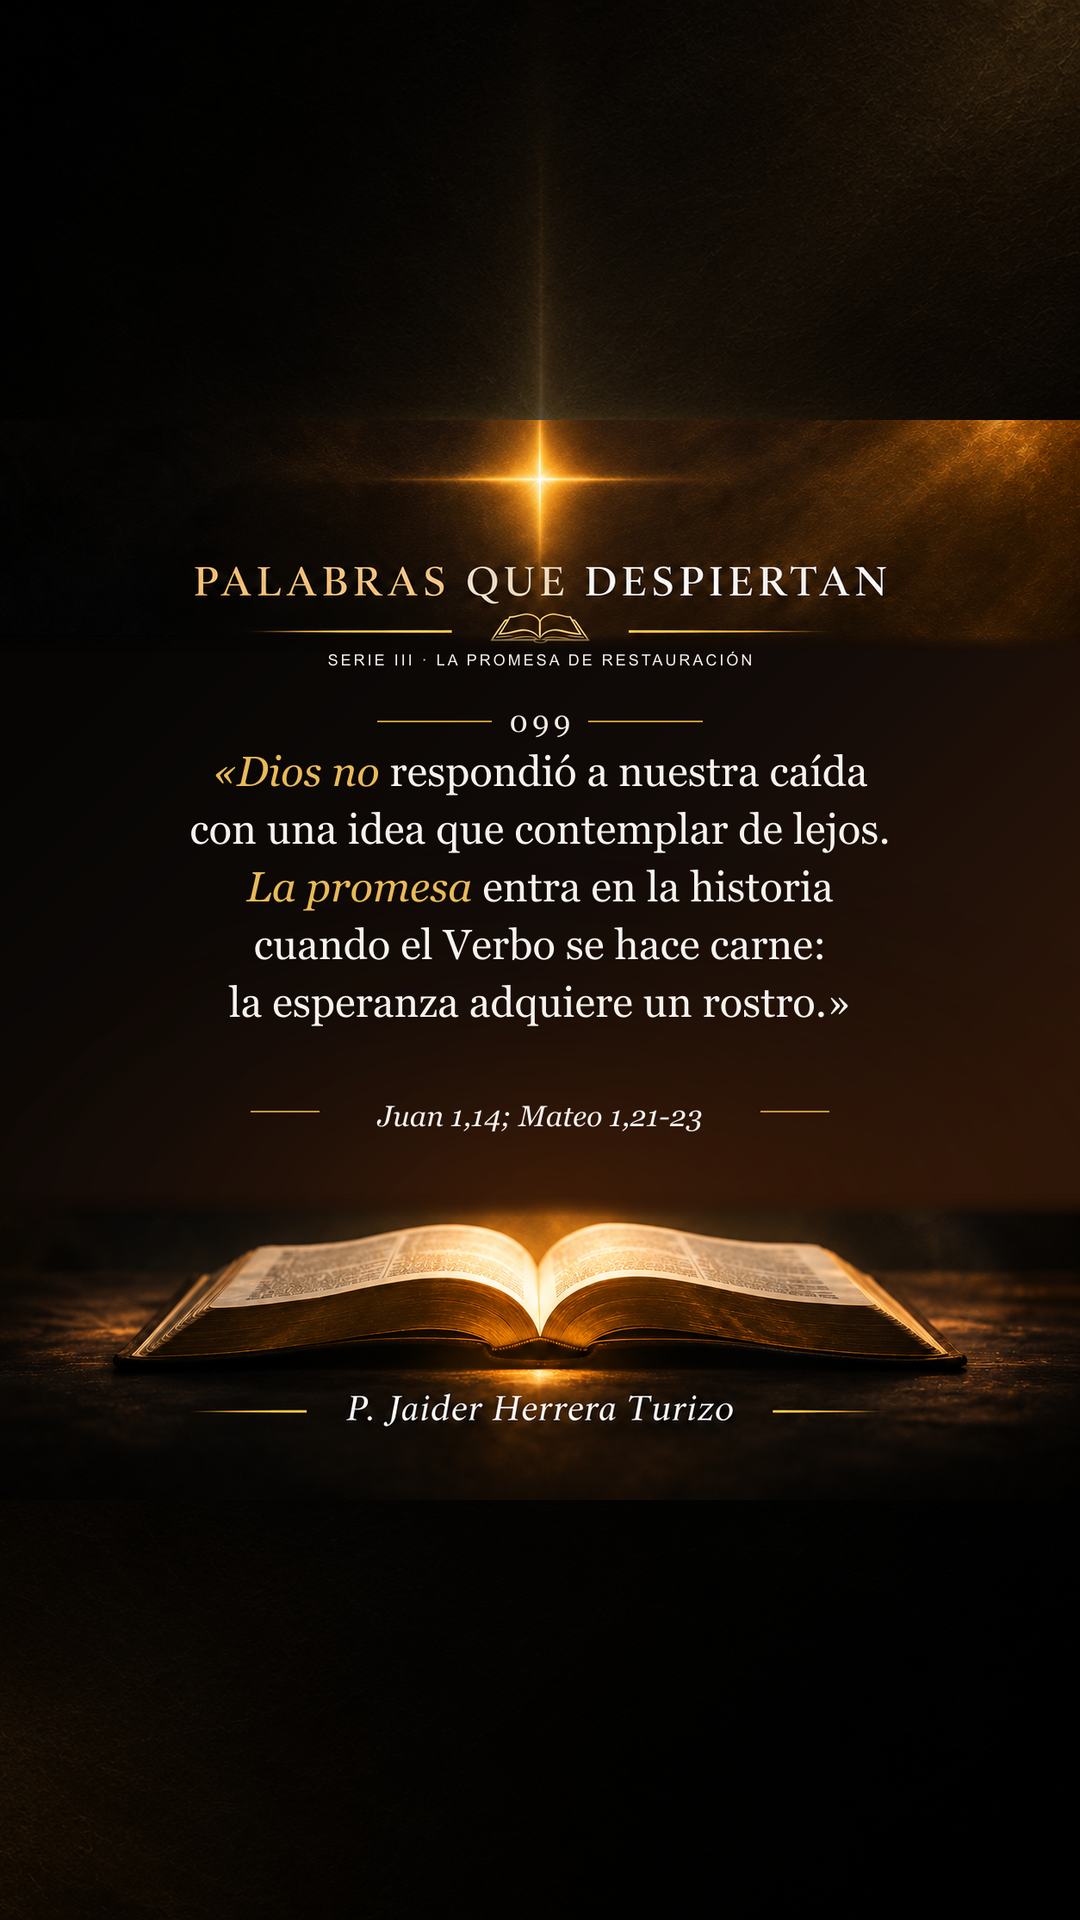 PALABRAS QUE DESPIERTAN
SERIE III · LA PROMESA DE RESTAURACIÓN
099
«Dios no respondió a nuestra caída
con una idea que contemplar de lejos.
La promesa entra en la historia
cuando el Verbo se hace carne:
la esperanza adquiere un rostro.»
Juan 1,14; Mateo 1,21-23
P. Jaider Herrera Turizo